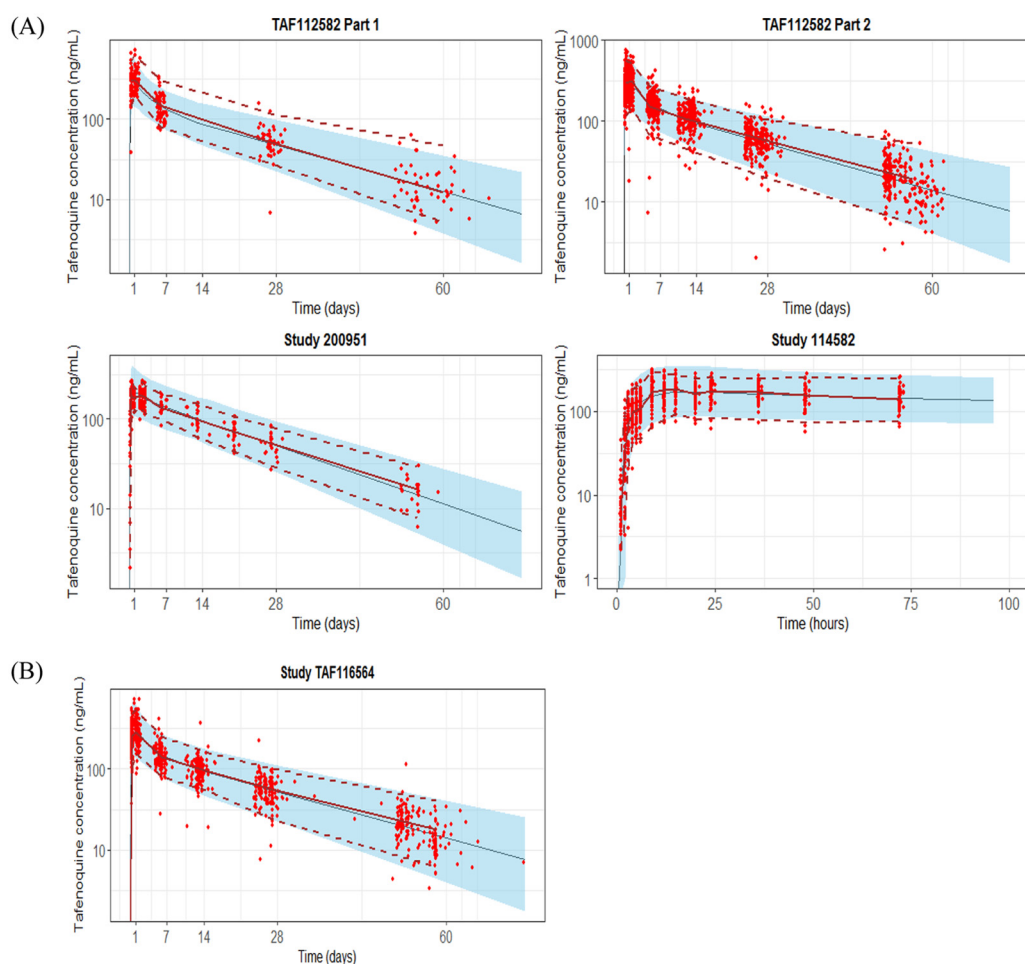 (A)
TAF112582 Part 1
Tafenoquine concentration (ng/mL)
100
10
1 7 14 28 60
Time (days)
TAF112582 Part 2
Tafenoquine concentration (ng/mL)
1000
100
10
1 7 14 28 60
Time (days)
Study 200951
Tafenoquine concentration (ng/mL)
100
10
1 7 14 28 60
Time (days)
Study 114582
Tafenoquine concentration (ng/mL)
100
10
1
0 25 50 75 100
Time (hours)
(B)
Study TAF116564
Tafenoquine concentration (ng/mL)
100
10
1 7 14 28 60
Time (days)